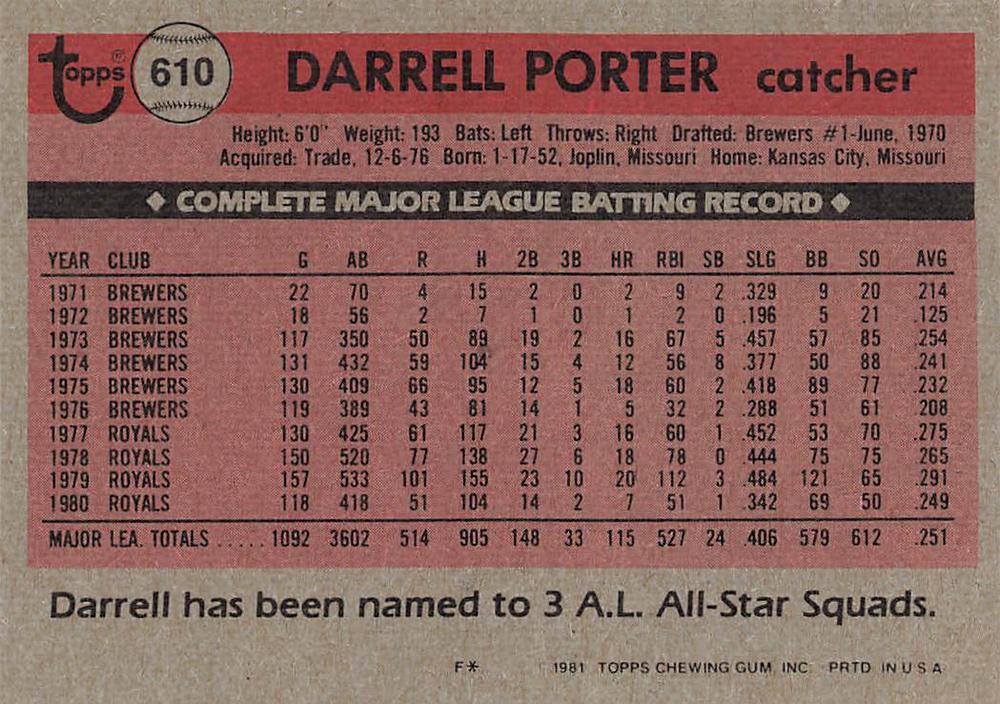 Topps® 610 DARRELL PORTER catcher
Height: 6'0" Weight: 193 Bats: Left Throws: Right Drafted: Brewers #1-June, 1970
Acquired: Trade, 12-6-76 Born: 1-17-52, Joplin, Missouri Home: Kansas City, Missouri
◆ COMPLETE MAJOR LEAGUE BATTING RECORD ◆
YEAR CLUB G AB R H 2B 3B HR RBI SB SLG BB SO AVG
1971 BREWERS 22 70 4 15 2 0 2 9 2 .329 9 20 .214
1972 BREWERS 18 56 2 7 1 0 1 2 0 .196 5 21 .125
1973 BREWERS 117 350 50 89 19 2 16 67 5 .457 57 85 .254
1974 BREWERS 131 432 59 104 15 4 12 56 8 .377 50 88 .241
1975 BREWERS 130 409 66 95 12 5 18 60 2 .418 89 77 .232
1976 BREWERS 119 389 43 81 14 1 5 32 2 .288 51 61 .208
1977 ROYALS 130 425 61 117 21 3 16 60 1 .452 53 70 .275
1978 ROYALS 150 520 77 138 27 6 18 78 0 .444 75 75 .265
1979 ROYALS 157 533 101 155 23 10 20 112 3 .484 121 65 .291
1980 ROYALS 118 418 51 104 14 2 7 51 1 .342 69 50 .249
MAJOR LEA. TOTALS ..... 1092 3602 514 905 148 33 115 527 24 .406 579 612 .251
Darrell has been named to 3 A.L. All-Star Squads.
F* 1981 TOPPS CHEWING GUM, INC. PRTD. IN U S A